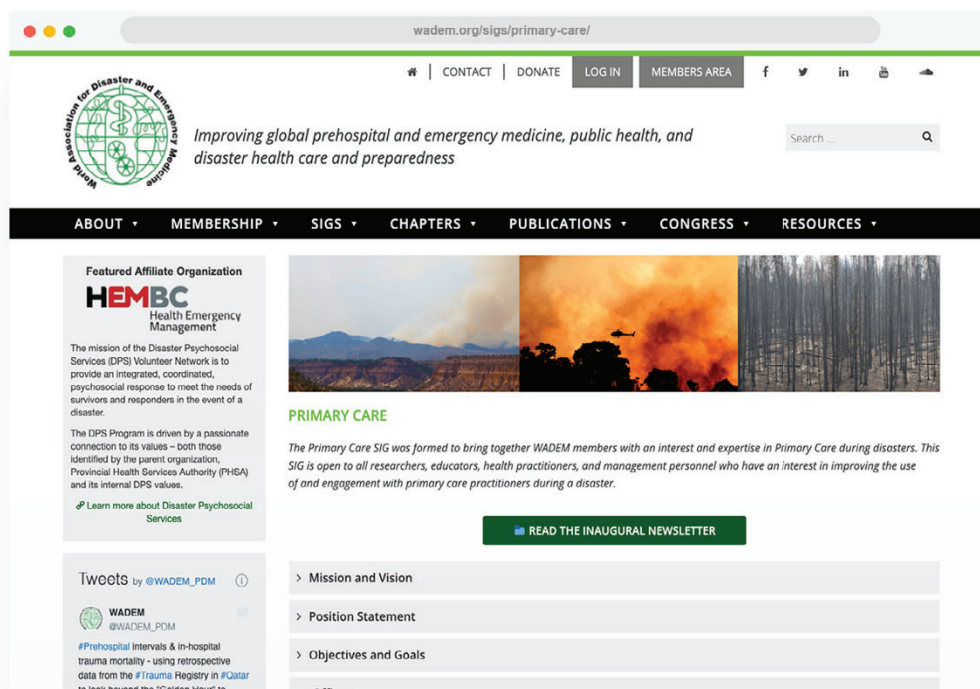 wadem.org/sigs/primary-care/
CONTACT
DONATE
LOG IN
MEMBERS AREA
World Association for Disaster and Emergency Medicine
Improving global prehospital and emergency medicine, public health, and
disaster health care and preparedness
Search ...
ABOUT
MEMBERSHIP
SIGS
CHAPTERS
PUBLICATIONS
CONGRESS
RESOURCES
Featured Affiliate Organization
HEMBC
Health Emergency
Management
The mission of the Disaster Psychosocial
Services (DPS) Volunteer Network is to
provide an integrated, coordinated,
psychosocial response to meet the needs of
survivors and responders in the event of a
disaster.
The DPS Program is driven by a passionate
connection to its values – both those
identified by the parent organization,
Provincial Health Services Authority (PHSA)
and its internal DPS values.
Learn more about Disaster Psychosocial
Services
Tweets by @WADEM_PDM
WADEM
@WADEM_PDM
#Prehospital intervals & in-hospital
trauma mortality - using retrospective
data from the #Trauma Registry in #Qatar
to look beyond the "Golden Hour" to
PRIMARY CARE
The Primary Care SIG was formed to bring together WADEM members with an interest and expertise in Primary Care during disasters. This
SIG is open to all researchers, educators, health practitioners, and management personnel who have an interest in improving the use
of and engagement with primary care practitioners during a disaster.
READ THE INAUGURAL NEWSLETTER
> Mission and Vision
> Position Statement
> Objectives and Goals